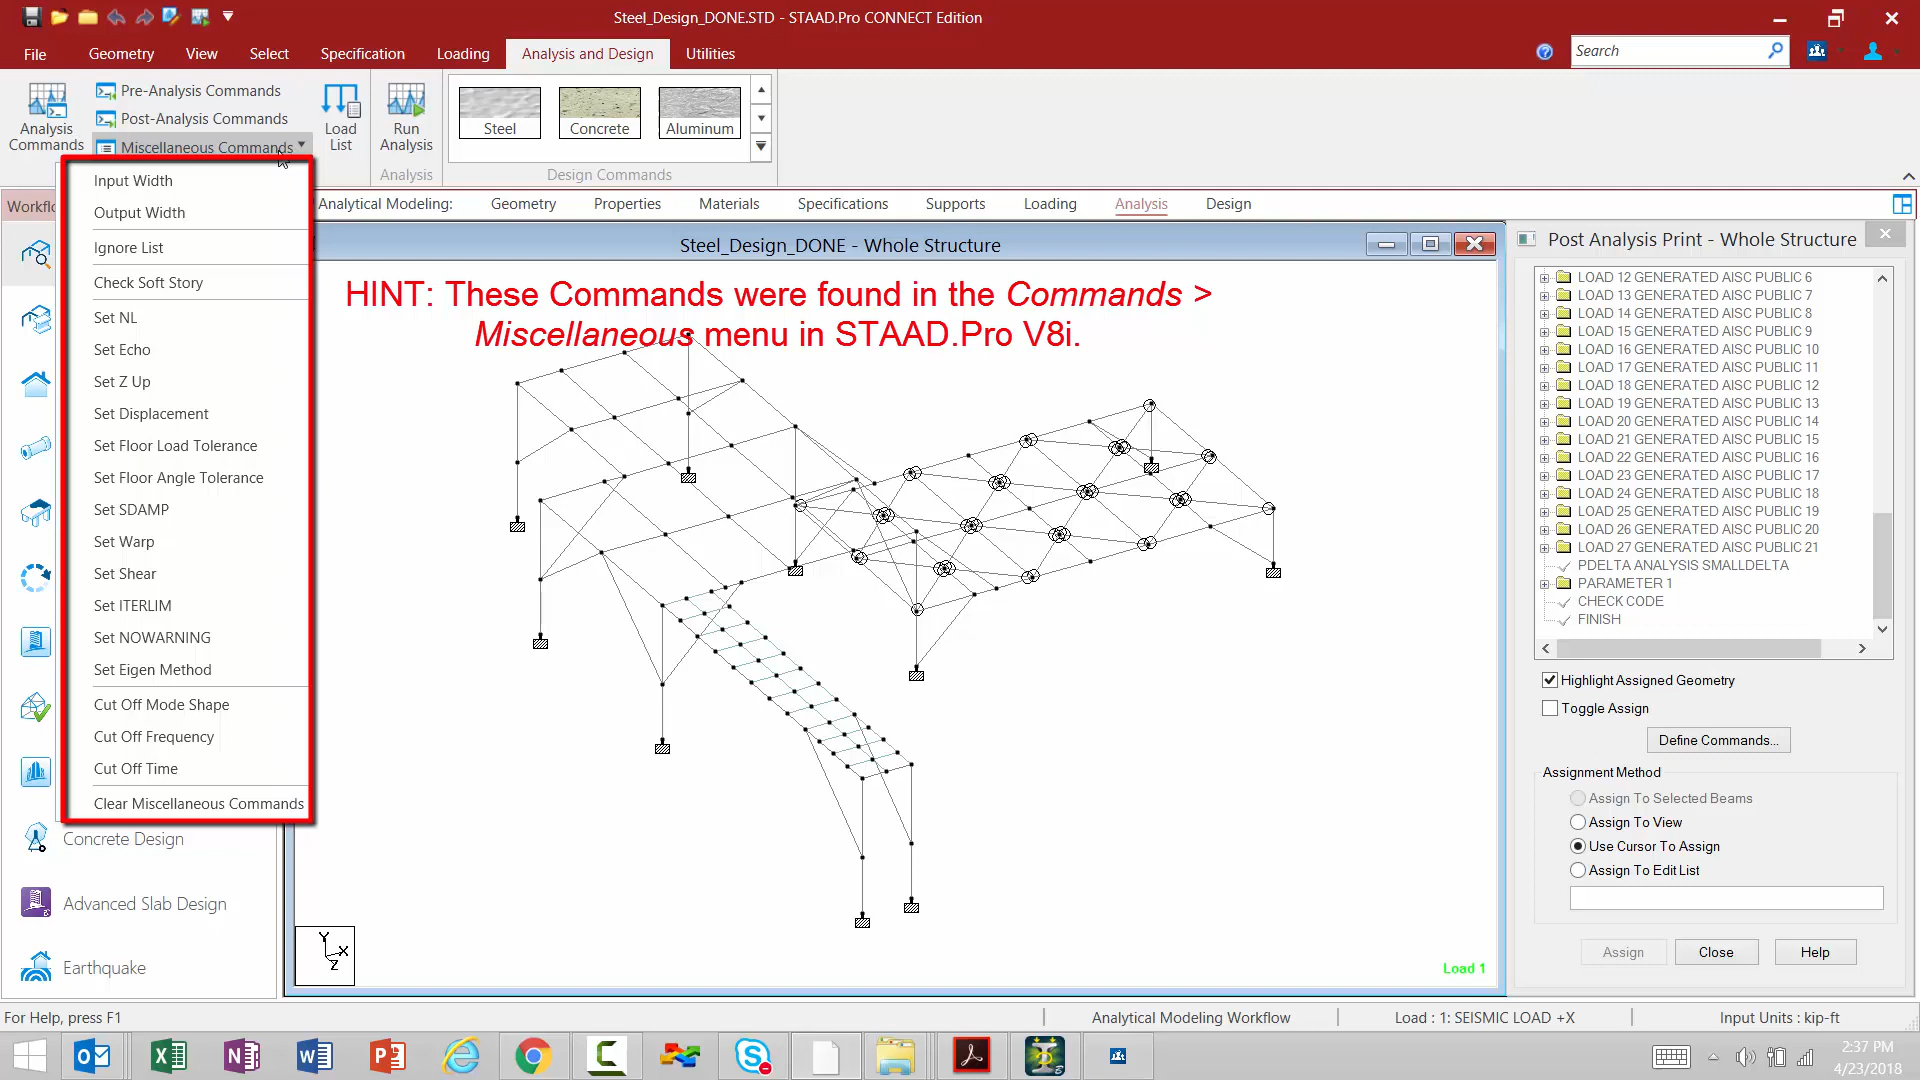 Steel_Design_DONE.STD - STAAD.Pro CONNECT Edition
File
Geometry
View
Select
Specification
Loading
Analysis and Design
Utilities
Search
Analysis Commands
Pre-Analysis Commands
Post-Analysis Commands
Miscellaneous Commands
Load List
Run Analysis
Analysis
Steel
Concrete
Aluminum
Design Commands
Workflo
Analytical Modeling:
Geometry
Properties
Materials
Specifications
Supports
Loading
Analysis
Design
Input Width
Output Width
Ignore List
Check Soft Story
Set NL
Set Echo
Set Z Up
Set Displacement
Set Floor Load Tolerance
Set Floor Angle Tolerance
Set SDAMP
Set Warp
Set Shear
Set ITERLIM
Set NOWARNING
Set Eigen Method
Cut Off Mode Shape
Cut Off Frequency
Cut Off Time
Clear Miscellaneous Commands
Concrete Design
Advanced Slab Design
Earthquake
Steel_Design_DONE - Whole Structure
HINT: These Commands were found in the Commands >
Miscellaneous menu in STAAD.Pro V8i.
Y
X
Z
Load 1
Post Analysis Print - Whole Structure
LOAD 12 GENERATED AISC PUBLIC 6
LOAD 13 GENERATED AISC PUBLIC 7
LOAD 14 GENERATED AISC PUBLIC 8
LOAD 15 GENERATED AISC PUBLIC 9
LOAD 16 GENERATED AISC PUBLIC 10
LOAD 17 GENERATED AISC PUBLIC 11
LOAD 18 GENERATED AISC PUBLIC 12
LOAD 19 GENERATED AISC PUBLIC 13
LOAD 20 GENERATED AISC PUBLIC 14
LOAD 21 GENERATED AISC PUBLIC 15
LOAD 22 GENERATED AISC PUBLIC 16
LOAD 23 GENERATED AISC PUBLIC 17
LOAD 24 GENERATED AISC PUBLIC 18
LOAD 25 GENERATED AISC PUBLIC 19
LOAD 26 GENERATED AISC PUBLIC 20
LOAD 27 GENERATED AISC PUBLIC 21
PDELTA ANALYSIS SMALLDELTA
PARAMETER 1
CHECK CODE
FINISH
Highlight Assigned Geometry
Toggle Assign
Define Commands...
Assignment Method
Assign To Selected Beams
Assign To View
Use Cursor To Assign
Assign To Edit List
Assign
Close
Help
For Help, press F1
Analytical Modeling Workflow
Load : 1: SEISMIC LOAD +X
Input Units : kip-ft
2:37 PM
4/23/2018